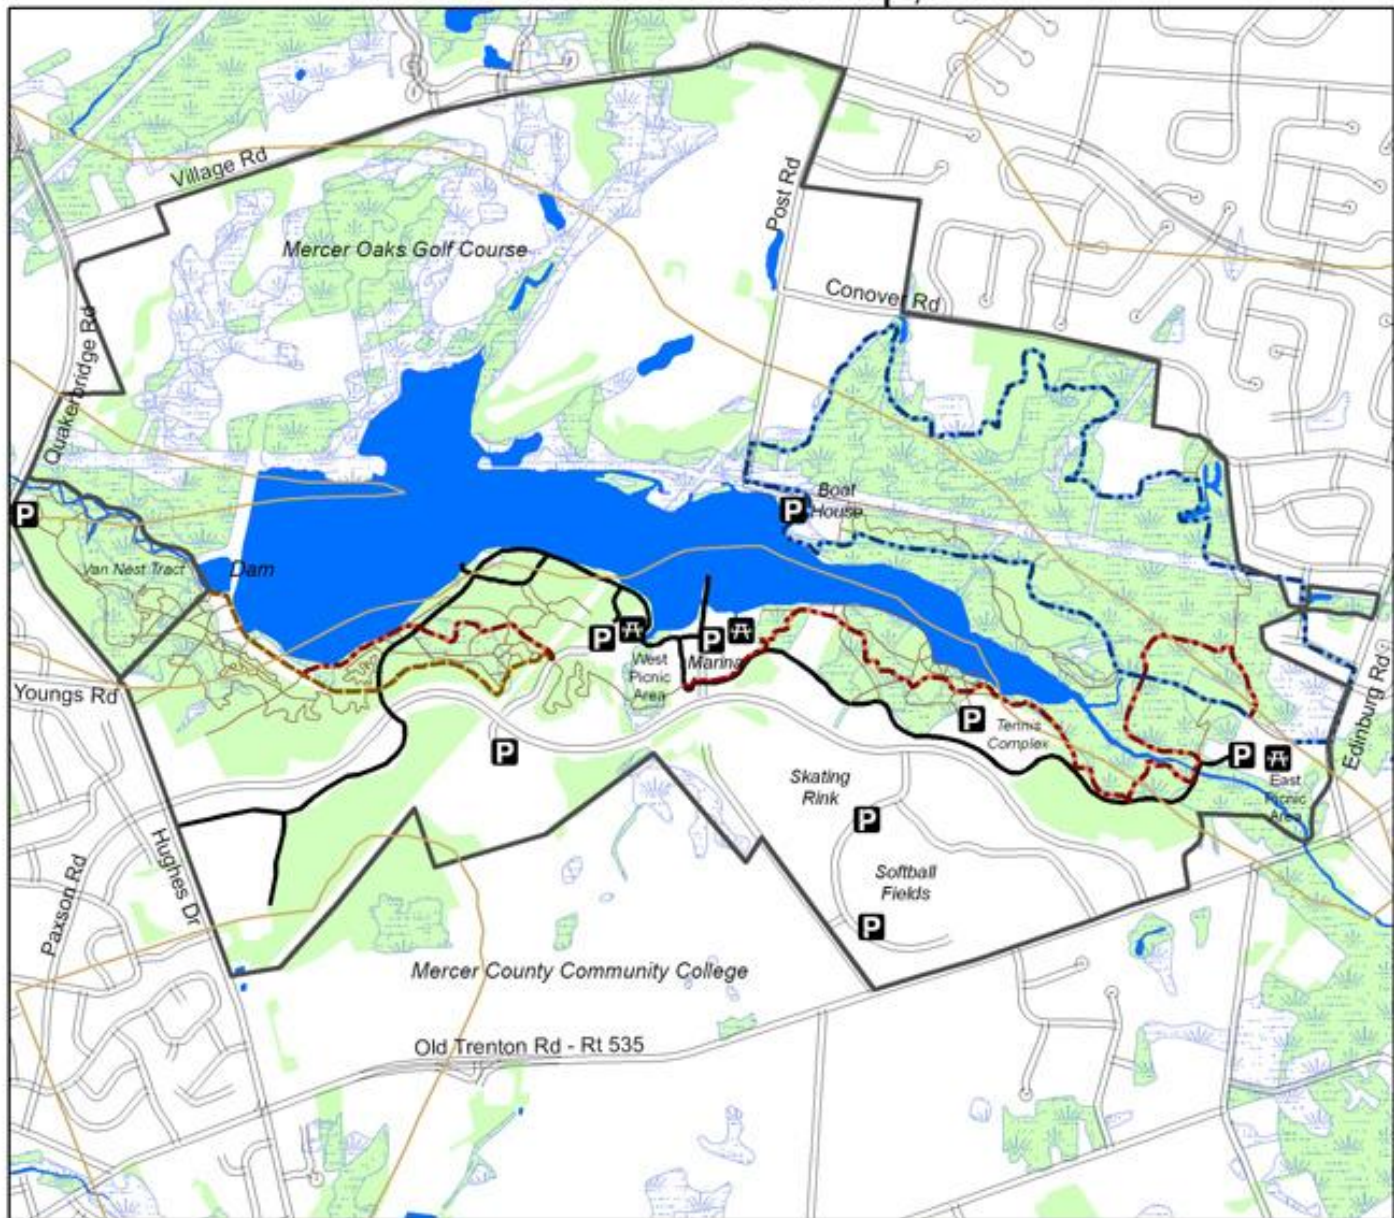 Village Rd
Post Rd
Mercer Oaks Golf Course
Conover Rd
Quakerbridge Rd
P
P
Boat
House
Van Nest Tract
Dam
P
P
West
Picnic
Area
Marina
Youngs Rd
P
P
Tennis
Complex
P
East
Picnic
Area
Edinburg Rd
Skating
Rink
P
Hughes Dr
Paxson Rd
Softball
Fields
P
Mercer County Community College
Old Trenton Rd - Rt 535